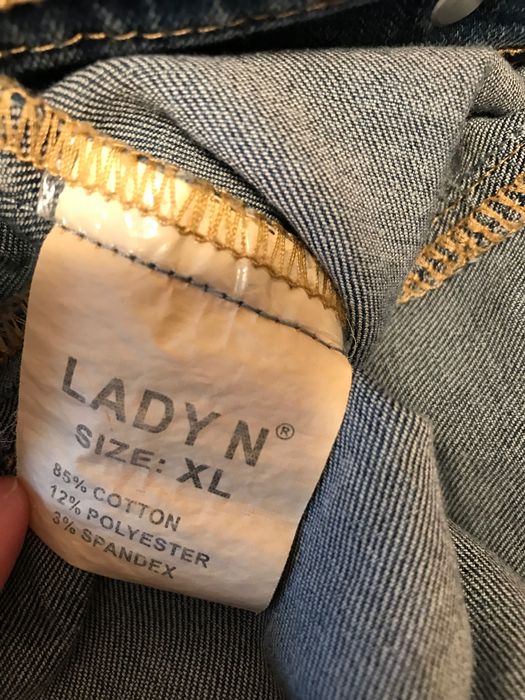 LADY N®
SIZE: XL
85% COTTON
12% POLYESTER
3% SPANDEX